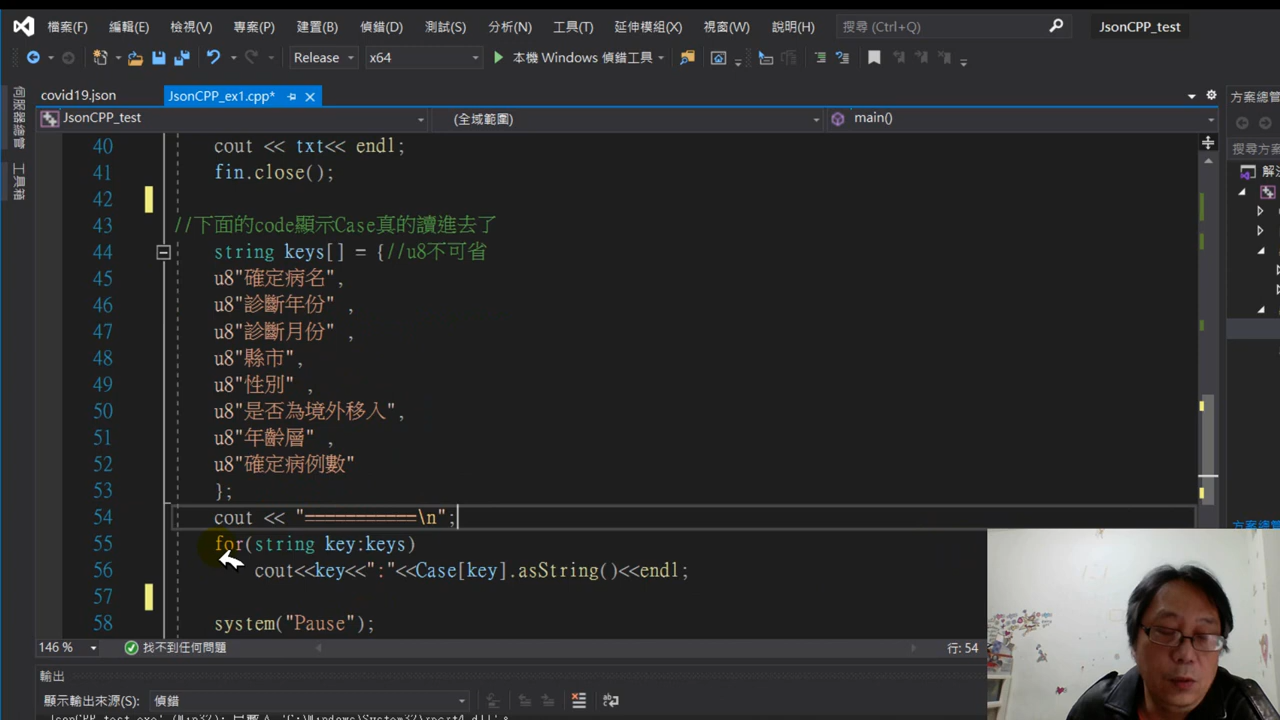 檔案(F) 編輯(E) 檢視(V) 專案(P) 建置(B) 偵錯(D) 測試(S) 分析(N) 工具(T) 延伸模組(X) 視窗(W) 說明(H) 搜尋 (Ctrl+Q) JsonCPP_test
Release x64 本機 Windows 偵錯工具
伺服器總管
工具箱
covid19.json JsonCPP_ex1.cpp*
方案總管
JsonCPP_test (全域範圍) main()
搜尋方案
解決
40 cout << txt<< endl;
41 fin.close();
42
43 //下面的code顯示Case真的讀進去了
44 string keys[] = {//u8不可省
45 u8"確定病名",
46 u8"診斷年份" ,
47 u8"診斷月份" ,
48 u8"縣市",
49 u8"性別" ,
50 u8"是否為境外移入",
51 u8"年齡層" ,
52 u8"確定病例數"
53 };
54 cout << "===========\n";
55 for(string key:keys)
56 cout<<key<<":"<<Case[key].asString()<<endl;
57
58 system("Pause");
146 % 找不到任何問題 行: 54
輸出
顯示輸出來源(S): 偵錯